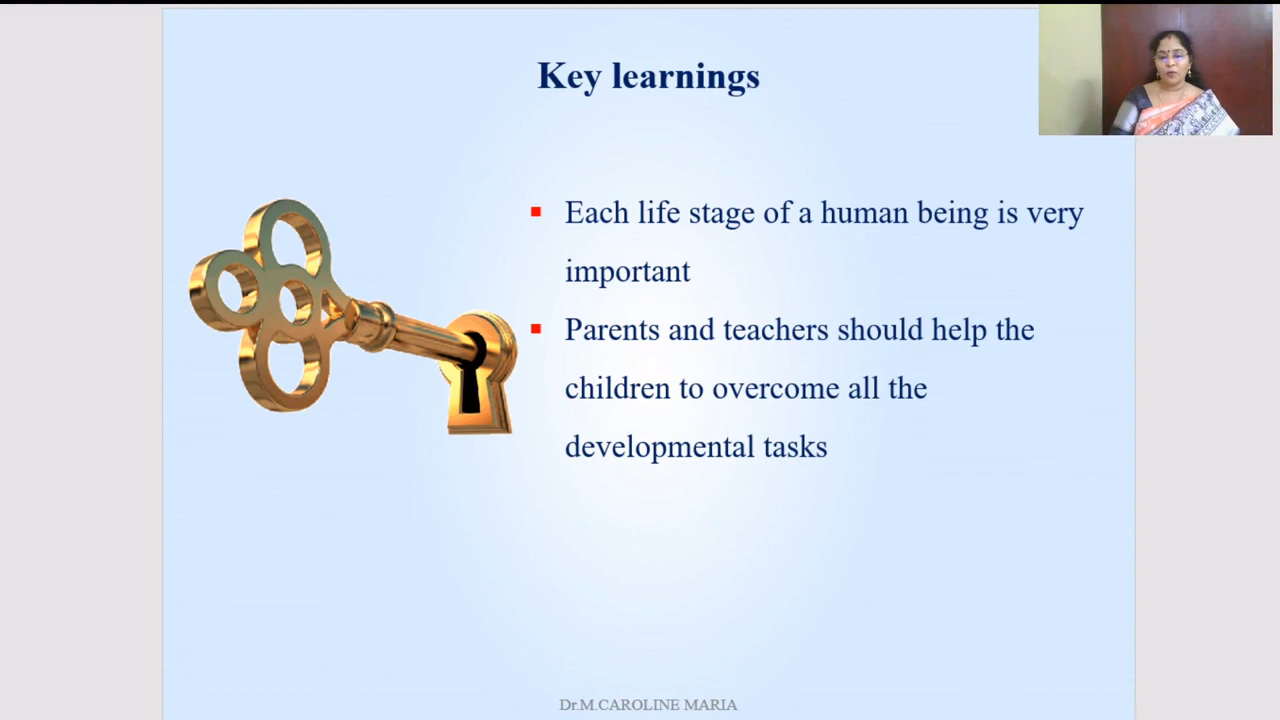 Key learnings
Each life stage of a human being is very
important
Parents and teachers should help the
children to overcome all the
developmental tasks
Dr.M.CAROLINE MARIA